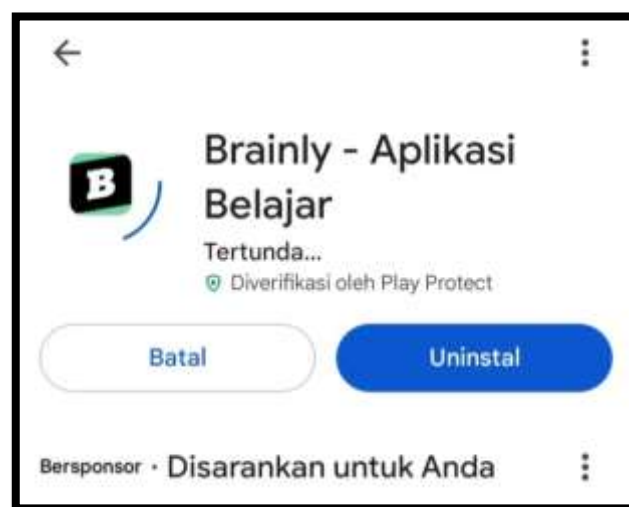 Brainly - Aplikasi
Belajar
B
Tertunda...
Diverifikasi oleh Play Protect
Batal
Uninstal
Bersponsor · Disarankan untuk Anda